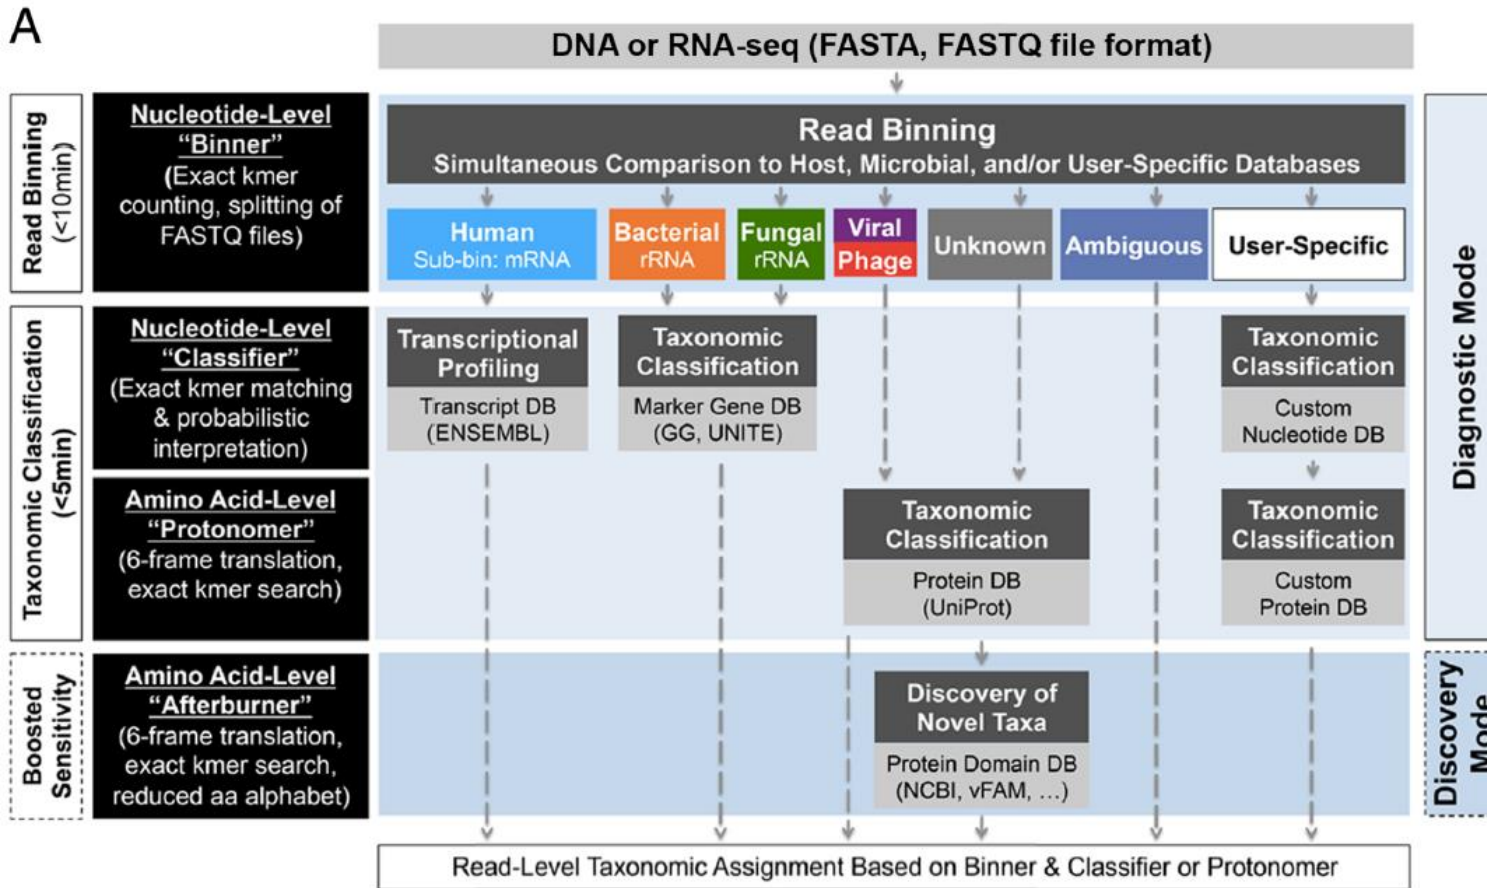 A
DNA or RNA-seq (FASTA, FASTQ file format)
Read Binning
(<10min)
Nucleotide-Level
“Binner”
(Exact kmer
counting, splitting of
FASTQ files)
Read Binning
Simultaneous Comparison to Host, Microbial, and/or User-Specific Databases
Human
Sub-bin: mRNA
Bacterial
rRNA
Fungal
rRNA
Viral
Phage
Unknown
Ambiguous
User-Specific
Diagnostic Mode
Taxonomic Classification
(<5min)
Nucleotide-Level
“Classifier”
(Exact kmer matching
& probabilistic
interpretation)
Transcriptional
Profiling
Transcript DB
(ENSEMBL)
Taxonomic
Classification
Marker Gene DB
(GG, UNITE)
Taxonomic
Classification
Custom
Nucleotide DB
Amino Acid-Level
“Protonomer”
(6-frame translation,
exact kmer search)
Taxonomic
Classification
Protein DB
(UniProt)
Taxonomic
Classification
Custom
Protein DB
Boosted
Sensitivity
Amino Acid-Level
“Afterburner”
(6-frame translation,
exact kmer search,
reduced aa alphabet)
Discovery of
Novel Taxa
Protein Domain DB
(NCBI, vFAM, …)
Discovery
Mode
Read-Level Taxonomic Assignment Based on Binner & Classifier or Protonomer